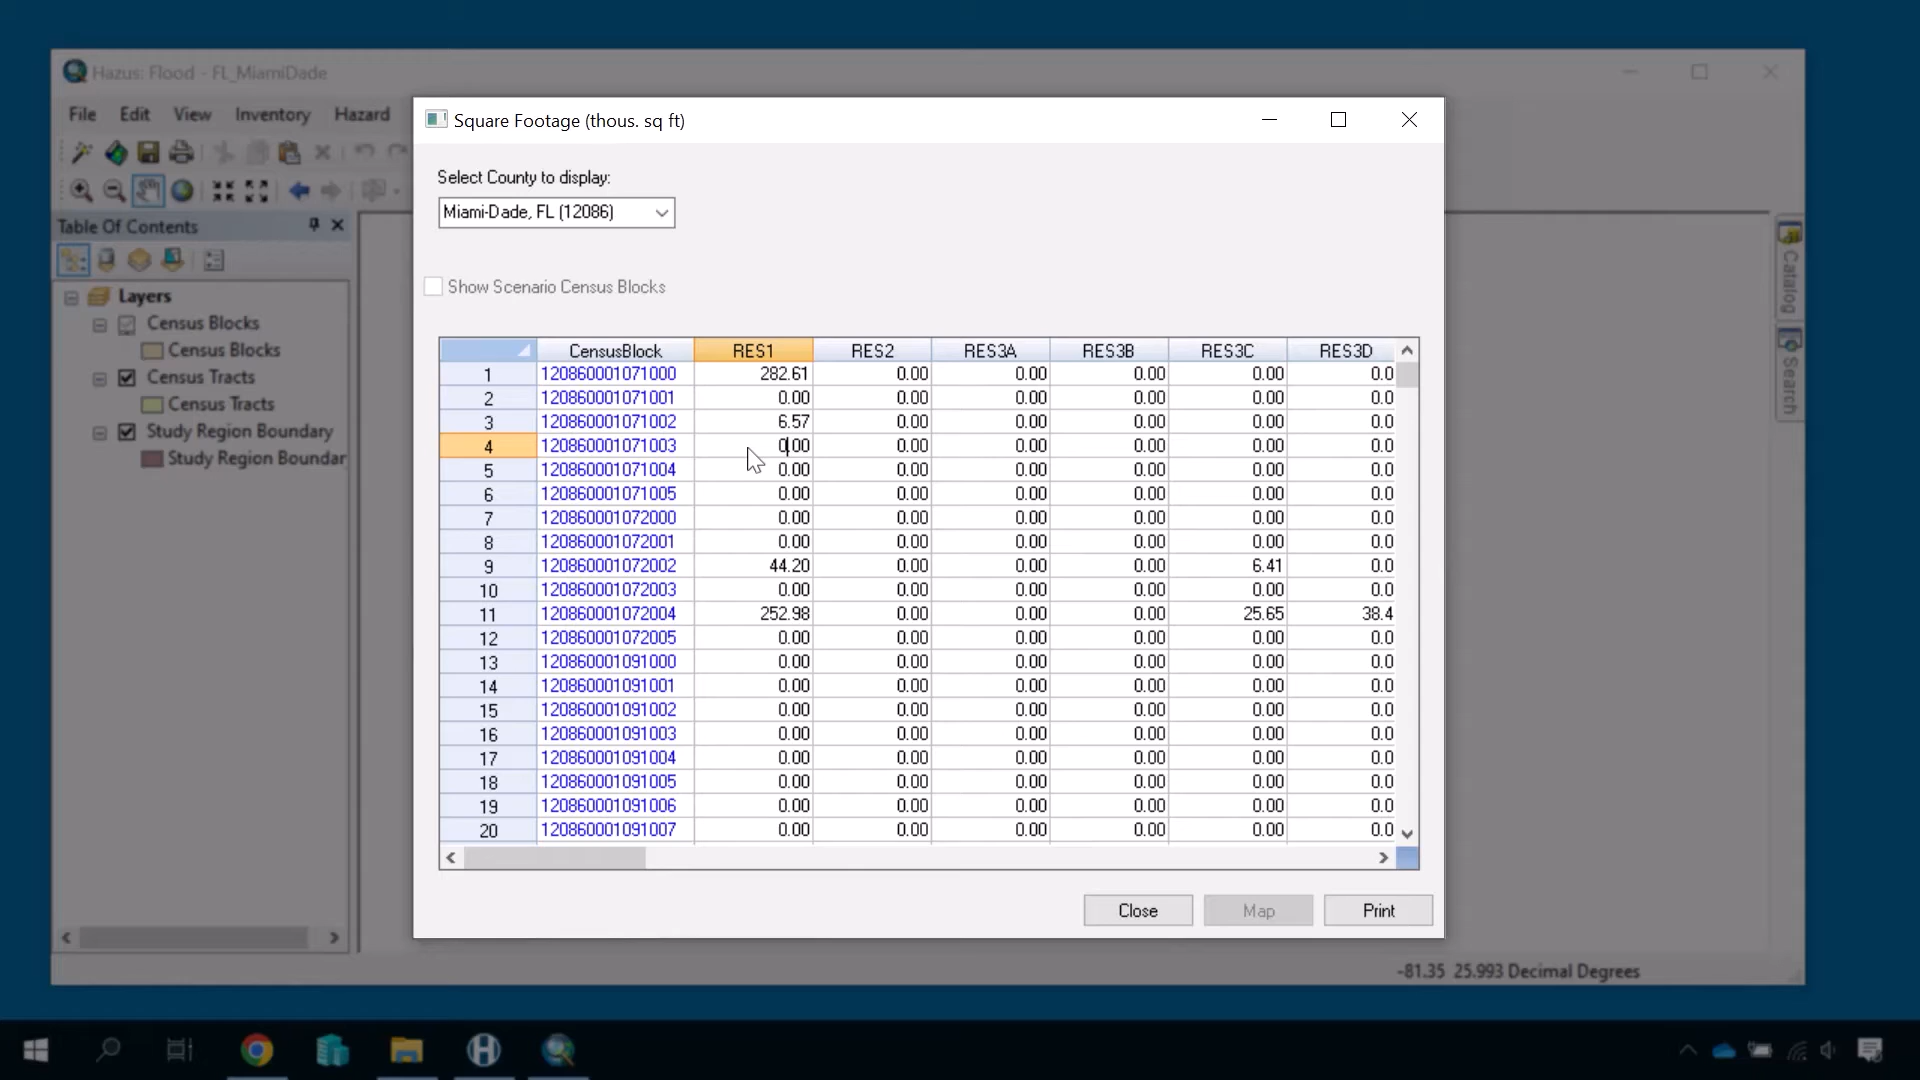 Hazus: Flood - FL_MiamiDade
File Edit View Inventory Hazard
Table Of Contents
Layers
Census Blocks
Census Blocks
Census Tracts
Census Tracts
Study Region Boundary
Study Region Boundar
Square Footage (thous. sq ft)
Select County to display:
Miami-Dade, FL (12086)
Show Scenario Census Blocks
CensusBlock RES1 RES2 RES3A RES3B RES3C RES3D
1 120860001071000 282.61 0.00 0.00 0.00 0.00 0.0
2 120860001071001 0.00 0.00 0.00 0.00 0.00 0.0
3 120860001071002 6.57 0.00 0.00 0.00 0.00 0.0
4 120860001071003 0.00 0.00 0.00 0.00 0.00 0.0
5 120860001071004 0.00 0.00 0.00 0.00 0.00 0.0
6 120860001071005 0.00 0.00 0.00 0.00 0.00 0.0
7 120860001072000 0.00 0.00 0.00 0.00 0.00 0.0
8 120860001072001 0.00 0.00 0.00 0.00 0.00 0.0
9 120860001072002 44.20 0.00 0.00 0.00 6.41 0.0
10 120860001072003 0.00 0.00 0.00 0.00 0.00 0.0
11 120860001072004 252.98 0.00 0.00 0.00 25.65 38.4
12 120860001072005 0.00 0.00 0.00 0.00 0.00 0.0
13 120860001091000 0.00 0.00 0.00 0.00 0.00 0.0
14 120860001091001 0.00 0.00 0.00 0.00 0.00 0.0
15 120860001091002 0.00 0.00 0.00 0.00 0.00 0.0
16 120860001091003 0.00 0.00 0.00 0.00 0.00 0.0
17 120860001091004 0.00 0.00 0.00 0.00 0.00 0.0
18 120860001091005 0.00 0.00 0.00 0.00 0.00 0.0
19 120860001091006 0.00 0.00 0.00 0.00 0.00 0.0
20 120860001091007 0.00 0.00 0.00 0.00 0.00 0.0
Close Map Print
Catalog
Search
-81.35 25.993 Decimal Degrees